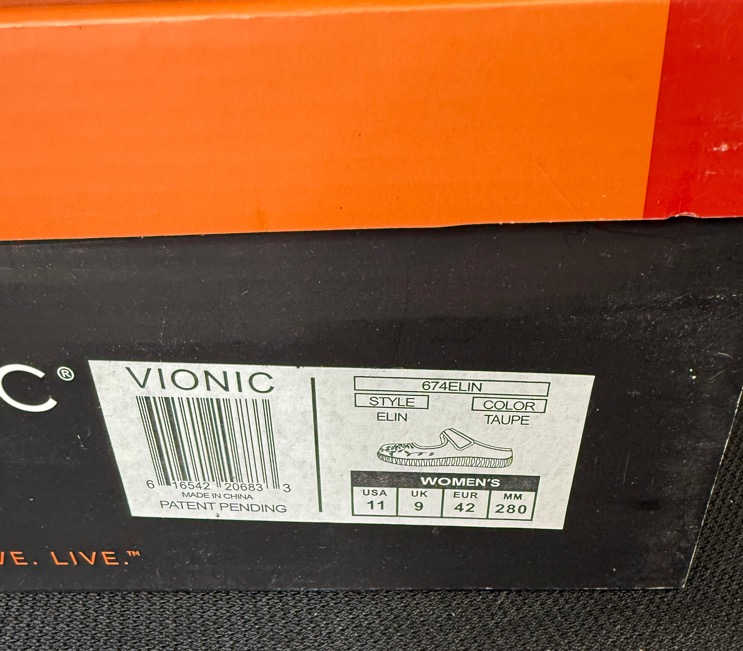 C®
VIONIC
6 16542 20683 3
MADE IN CHINA
PATENT PENDING
674ELIN
STYLE COLOR
ELIN TAUPE
WOMEN'S
USA UK EUR MM
11 9 42 280
VE. LIVE.™